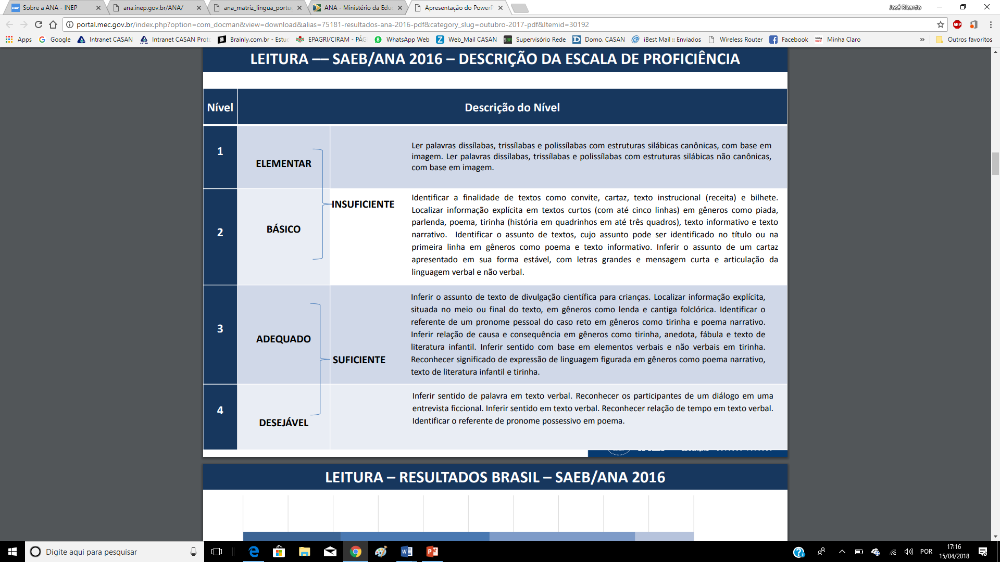 Sobre a ANA - INEP
ana.inep.gov.br/ANA/
ana_matriz_lingua_portu
ANA - Ministério da Educ
Apresentação do PowerP
José Ricardo
portal.mec.gov.br/index.php?option=com_docman&view=download&alias=75181-resultados-ana-2016-pdf&category_slug=outubro-2017-pdf&Itemid=30192
ABP
Apps
Google
Intranet CASAN
Intranet CASAN Proto
Brainly.com.br - Estud
EPAGRI/CIRAM - PÁG
WhatsApp Web
Web_Mail CASAN
Supervisório Rede
Domo. CASAN
iBest Mail :: Enviados
Wireless Router
Facebook
Minha Claro
»
Outros favoritos
LEITURA –– SAEB/ANA 2016 – DESCRIÇÃO DA ESCALA DE PROFICIÊNCIA
Nível
Descrição do Nível
1
ELEMENTAR
Ler palavras dissílabas, trissílabas e polissílabas com estruturas silábicas canônicas, com base em
imagem. Ler palavras dissílabas, trissílabas e polissílabas com estruturas silábicas não canônicas,
com base em imagem.
INSUFICIENTE
2
BÁSICO
Identificar a finalidade de textos como convite, cartaz, texto instrucional (receita) e bilhete.
Localizar informação explícita em textos curtos (com até cinco linhas) em gêneros como piada,
parlenda, poema, tirinha (história em quadrinhos em até três quadros), texto informativo e texto
narrativo. Identificar o assunto de textos, cujo assunto pode ser identificado no título ou na
primeira linha em gêneros como poema e texto informativo. Inferir o assunto de um cartaz
apresentado em sua forma estável, com letras grandes e mensagem curta e articulação da
linguagem verbal e não verbal.
3
ADEQUADO
SUFICIENTE
Inferir o assunto de texto de divulgação científica para crianças. Localizar informação explícita,
situada no meio ou final do texto, em gêneros como lenda e cantiga folclórica. Identificar o
referente de um pronome pessoal do caso reto em gêneros como tirinha e poema narrativo.
Inferir relação de causa e consequência em gêneros como tirinha, anedota, fábula e texto de
literatura infantil. Inferir sentido com base em elementos verbais e não verbais em tirinha.
Reconhecer significado de expressão de linguagem figurada em gêneros como poema narrativo,
texto de literatura infantil e tirinha.
4
DESEJÁVEL
Inferir sentido de palavra em texto verbal. Reconhecer os participantes de um diálogo em uma
entrevista ficcional. Inferir sentido em texto verbal. Reconhecer relação de tempo em texto verbal.
Identificar o referente de pronome possessivo em poema.
LEITURA – RESULTADOS BRASIL – SAEB/ANA 2016
Digite aqui para pesquisar
POR
17:16
15/04/2018